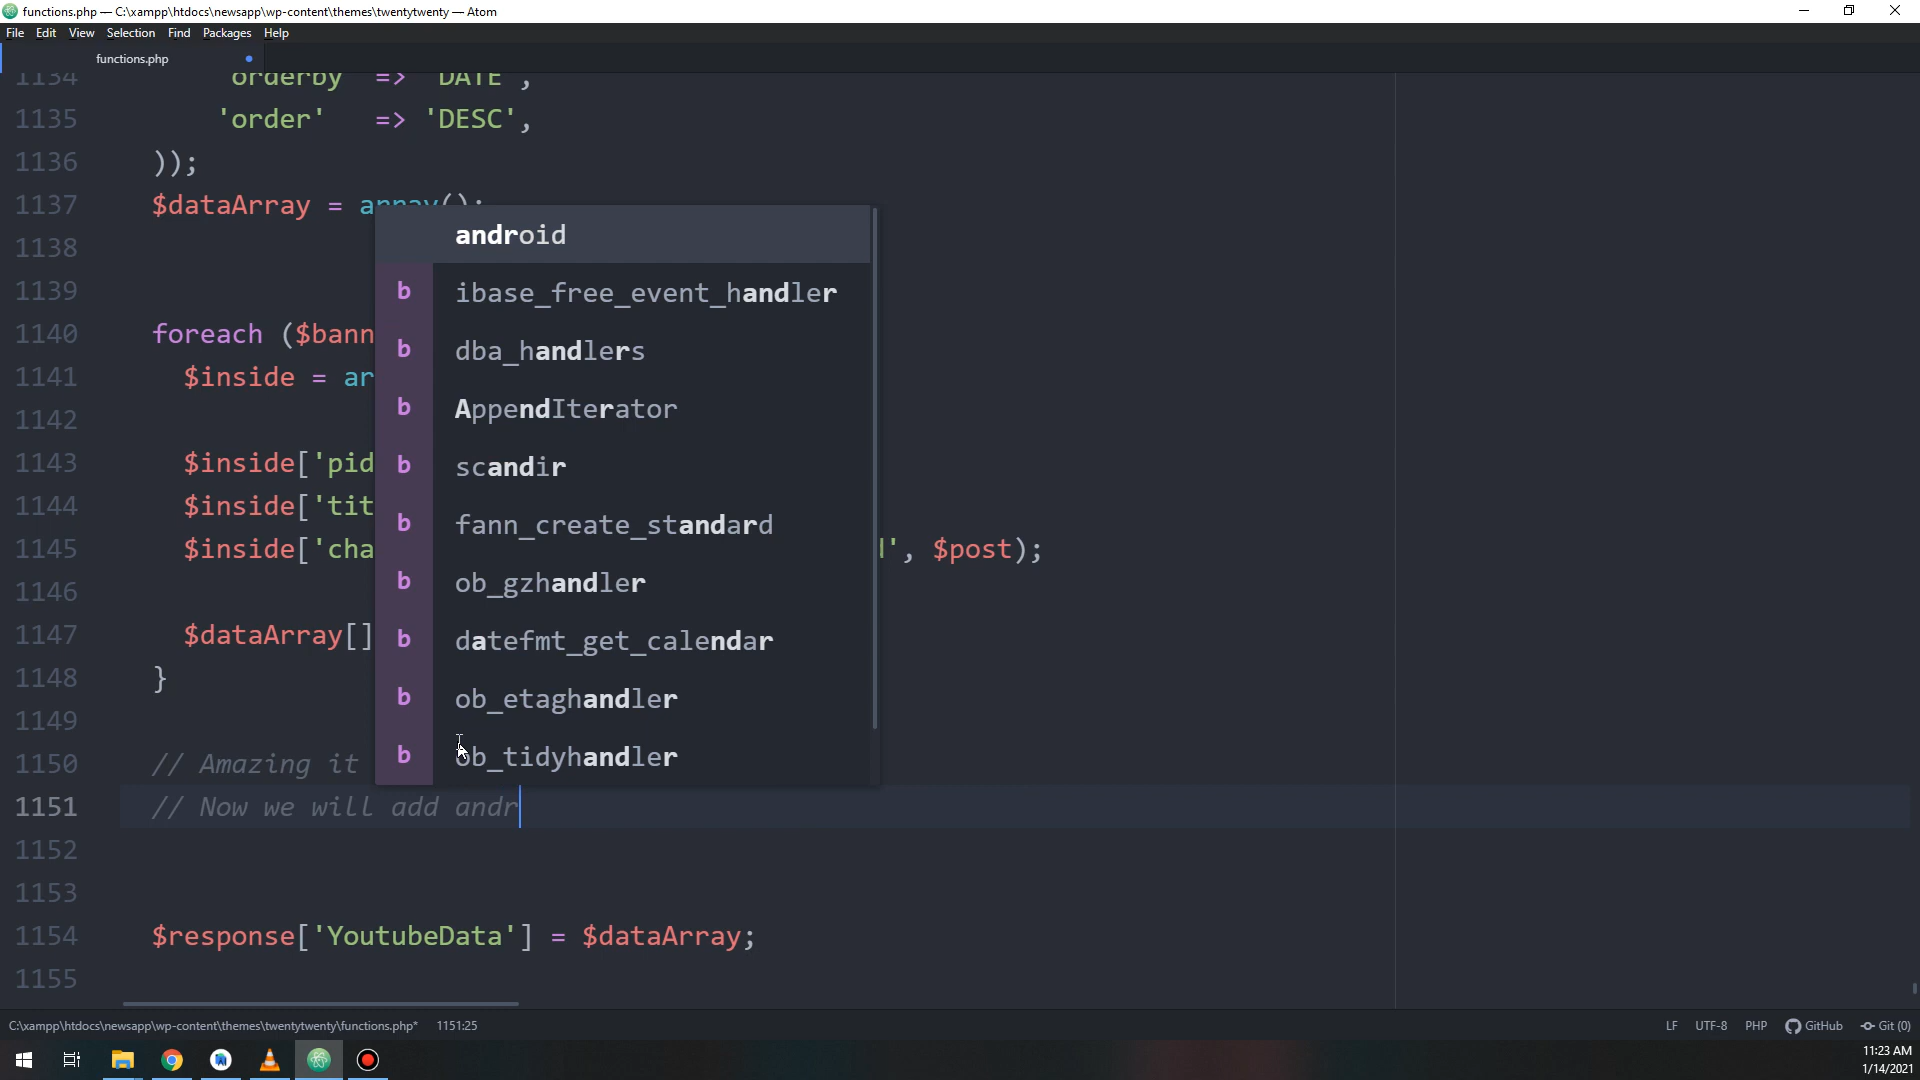 functions.php — C:\xampp\htdocs\newsapp\wp-content\themes\twentytwenty — Atom
File Edit View Selection Find Packages Help
functions.php
1134 'orderby' => 'DATE',
1135 'order' => 'DESC',
1136 ));
1137 $dataArray = array();
1138
1139
1140 foreach ($bann
1141 $inside = ar
1142
1143 $inside['pid
1144 $inside['tit
1145 $inside['cha ', $post);
1146
1147 $dataArray[]
1148 }
1149
1150 // Amazing it
1151 // Now we will add andr
1152
1153
1154 $response['YoutubeData'] = $dataArray;
1155
android
b ibase_free_event_handler
b dba_handlers
b AppendIterator
b scandir
b fann_create_standard
b ob_gzhandler
b datefmt_get_calendar
b ob_etaghandler
b ob_tidyhandler
C:\xampp\htdocs\newsapp\wp-content\themes\twentytwenty\functions.php* 1151:25 LF UTF-8 PHP GitHub Git (0)
11:23 AM
1/14/2021